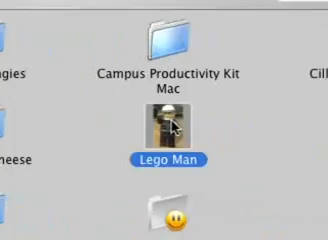 gies
Campus Productivity Kit
Mac
Cill
Lego Man
heese